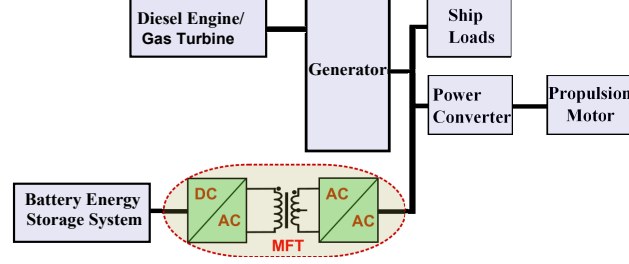 Diesel Engine/
Gas Turbine
Generator
Ship
Loads
Power
Converter
Propulsion
Motor
Battery Energy
Storage System
DC
AC
MFT
AC
AC